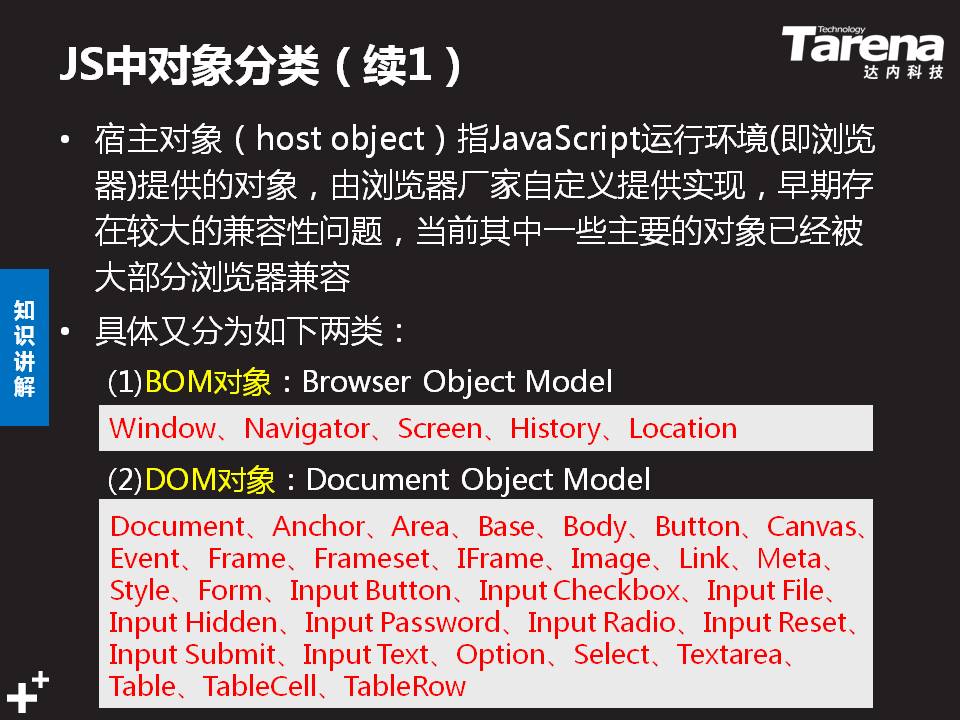 JS中对象分类（续1）
Technology
Tarena
达内科技
• 宿主对象（host object）指JavaScript运行环境(即浏览
器)提供的对象，由浏览器厂家自定义提供实现，早期存
在较大的兼容性问题，当前其中一些主要的对象已经被
大部分浏览器兼容
• 具体又分为如下两类：
(1)BOM对象：Browser Object Model
Window、Navigator、Screen、History、Location
(2)DOM对象：Document Object Model
Document、Anchor、Area、Base、Body、Button、Canvas、
Event、Frame、Frameset、IFrame、Image、Link、Meta、
Style、Form、Input Button、Input Checkbox、Input File、
Input Hidden、Input Password、Input Radio、Input Reset、
Input Submit、Input Text、Option、Select、Textarea、
Table、TableCell、TableRow
知
识
讲
解